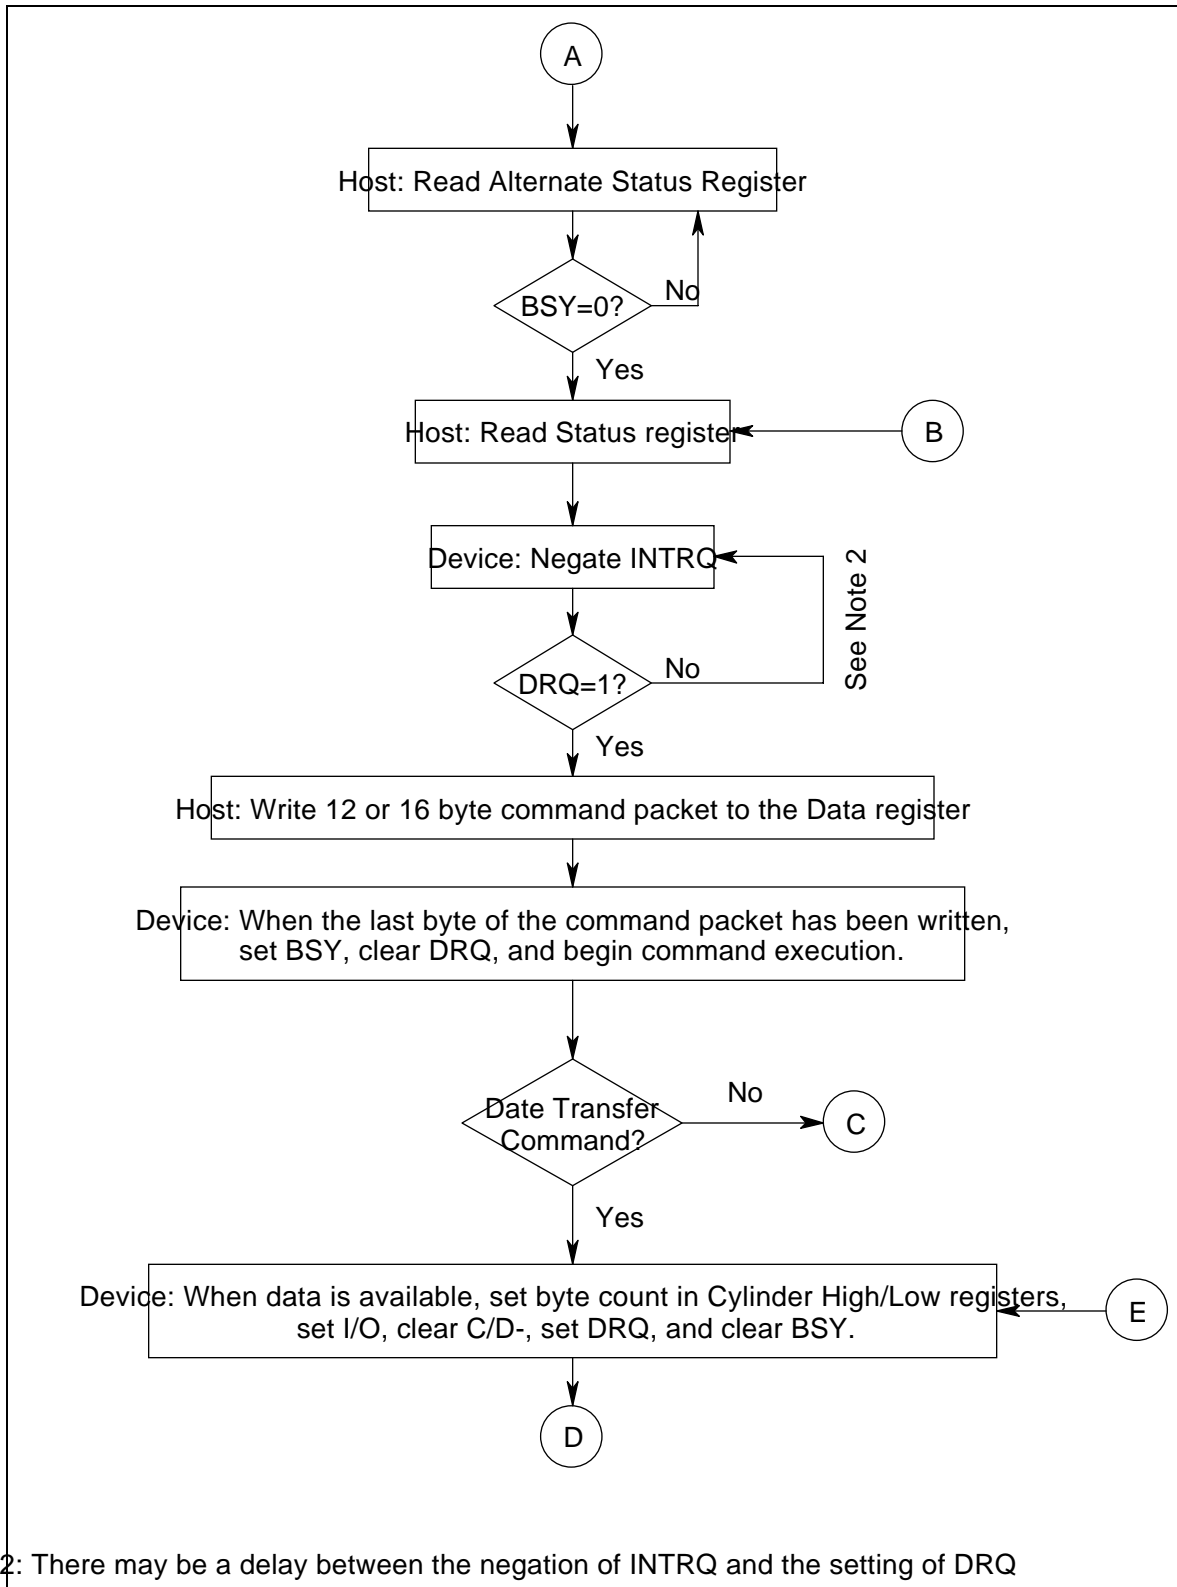 A
Host: Read Alternate Status Register
BSY=0?
No
Yes
Host: Read Status register
B
Device: Negate INTRQ
See Note 2
DRQ=1?
No
Yes
Host: Write 12 or 16 byte command packet to the Data register
Device: When the last byte of the command packet has been written,
set BSY, clear DRQ, and begin command execution.
Date Transfer
Command?
No
C
Yes
Device: When data is available, set byte count in Cylinder High/Low registers,
set I/O, clear C/D-, set DRQ, and clear BSY.
E
D
2: There may be a delay between the negation of INTRQ and the setting of DRQ